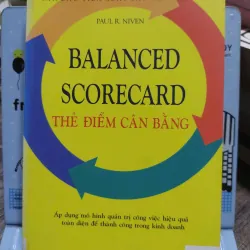 PAUL R. NIVEN
BALANCED
SCORECARD
THẺ ĐIỂM CÂN BẰNG
Áp dụng mô hình quản trị công việc hiệu quả
toàn diện để thành công trong kinh doanh